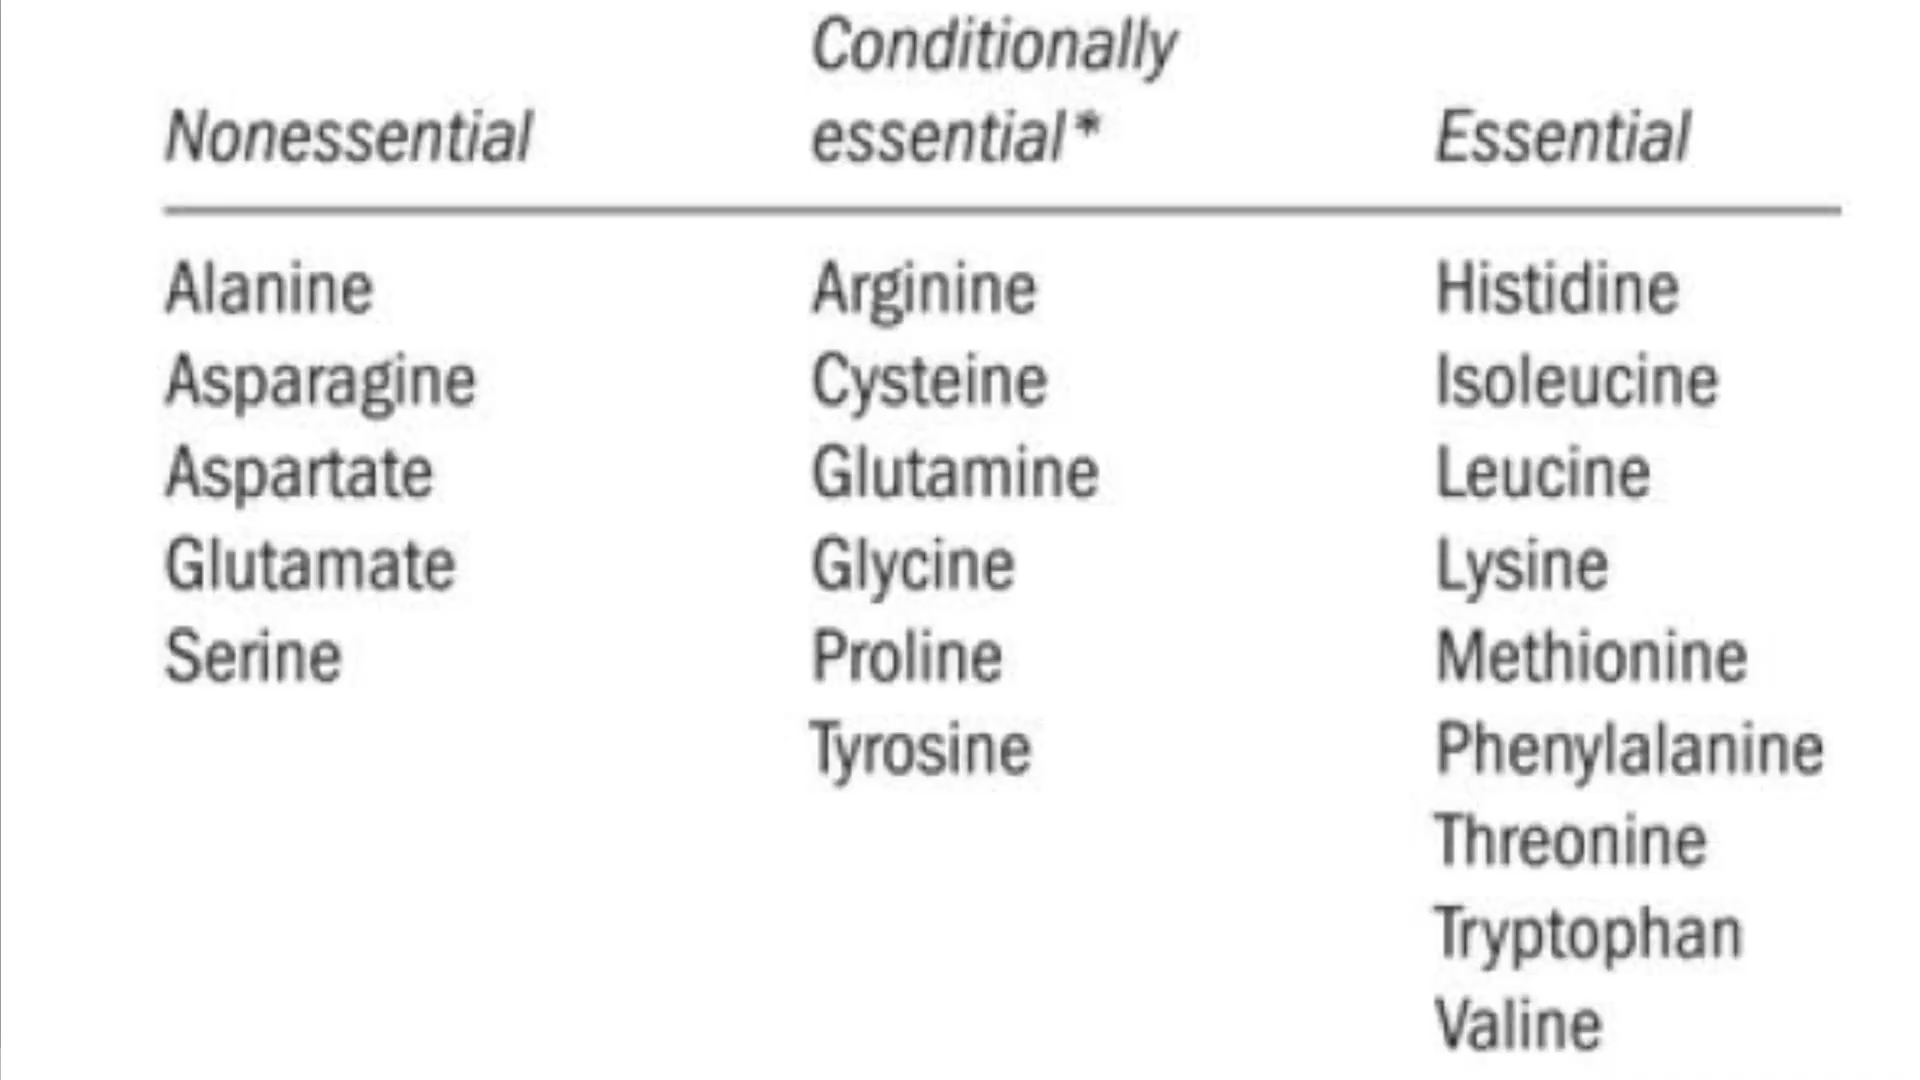 Conditionally
Nonessential essential* Essential
Alanine Arginine Histidine
Asparagine Cysteine Isoleucine
Aspartate Glutamine Leucine
Glutamate Glycine Lysine
Serine Proline Methionine
Tyrosine Phenylalanine
Threonine
Tryptophan
Valine